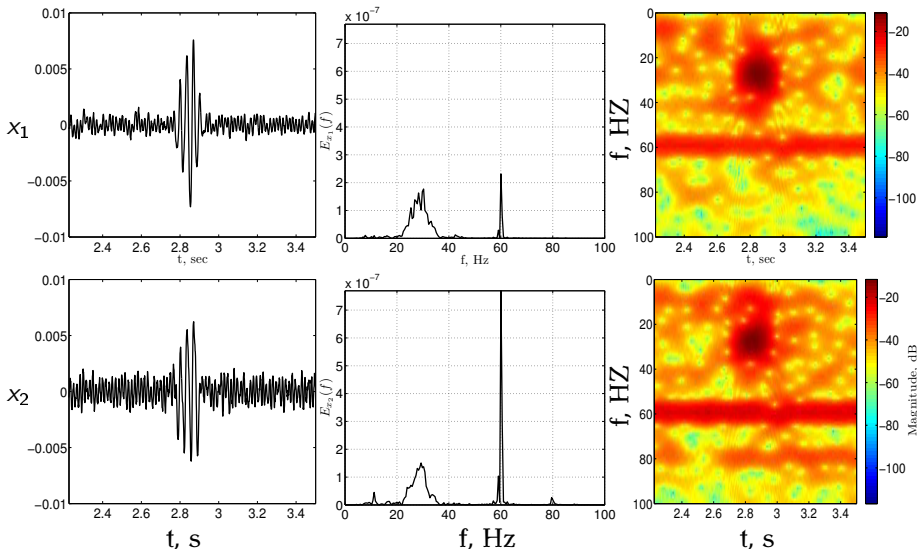 0.01
0.005
0
−0.005
−0.01
x1
2.4 2.6 2.8 3 3.2 3.4
t, sec
x 10−7
7
6
5
4
3
2
1
0
Ex1(f)
0 20 40 60 80 100
f, Hz
0
20
40
60
80
100
f, HZ
2.4 2.6 2.8 3 3.2 3.4
t, sec
−20
−40
−60
−80
−100
0.01
0.005
0
−0.005
−0.01
x2
2.4 2.6 2.8 3 3.2 3.4
t, s
x 10−7
7
6
5
4
3
2
1
0
Ex2(f)
0 20 40 60 80 100
f, Hz
0
20
40
60
80
100
f, HZ
2.4 2.6 2.8 3 3.2 3.4
t, s
−20
−40
−60
−80
−100
Magnitude, dB